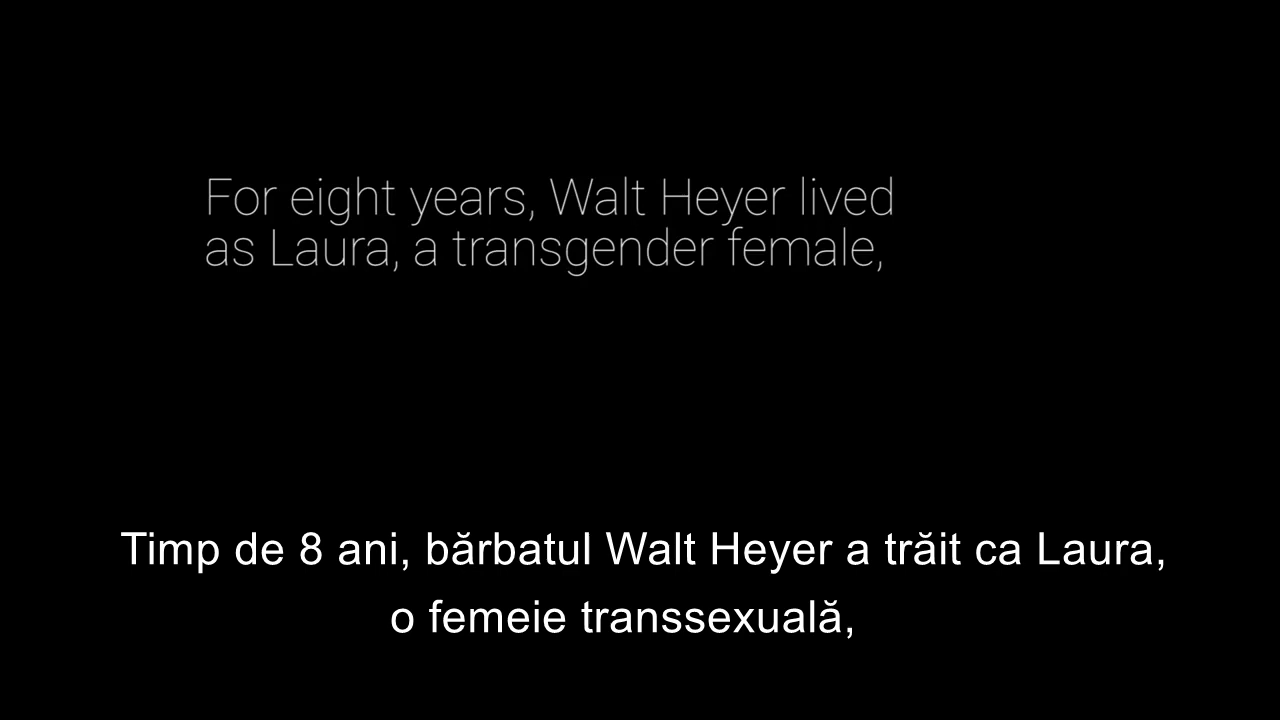 For eight years, Walt Heyer lived
as Laura, a transgender female,
Timp de 8 ani, bărbatul Walt Heyer a trăit ca Laura,
o femeie transsexuală,